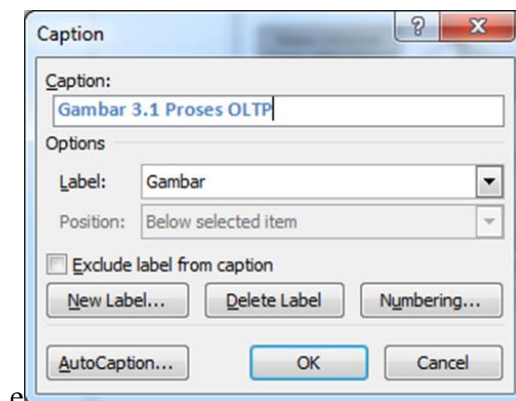 Caption
Caption:
Gambar 3.1 Proses OLTP
Options
Label: Gambar
Position: Below selected item
Exclude label from caption
New Label... Delete Label Numbering...
AutoCaption... OK Cancel
e